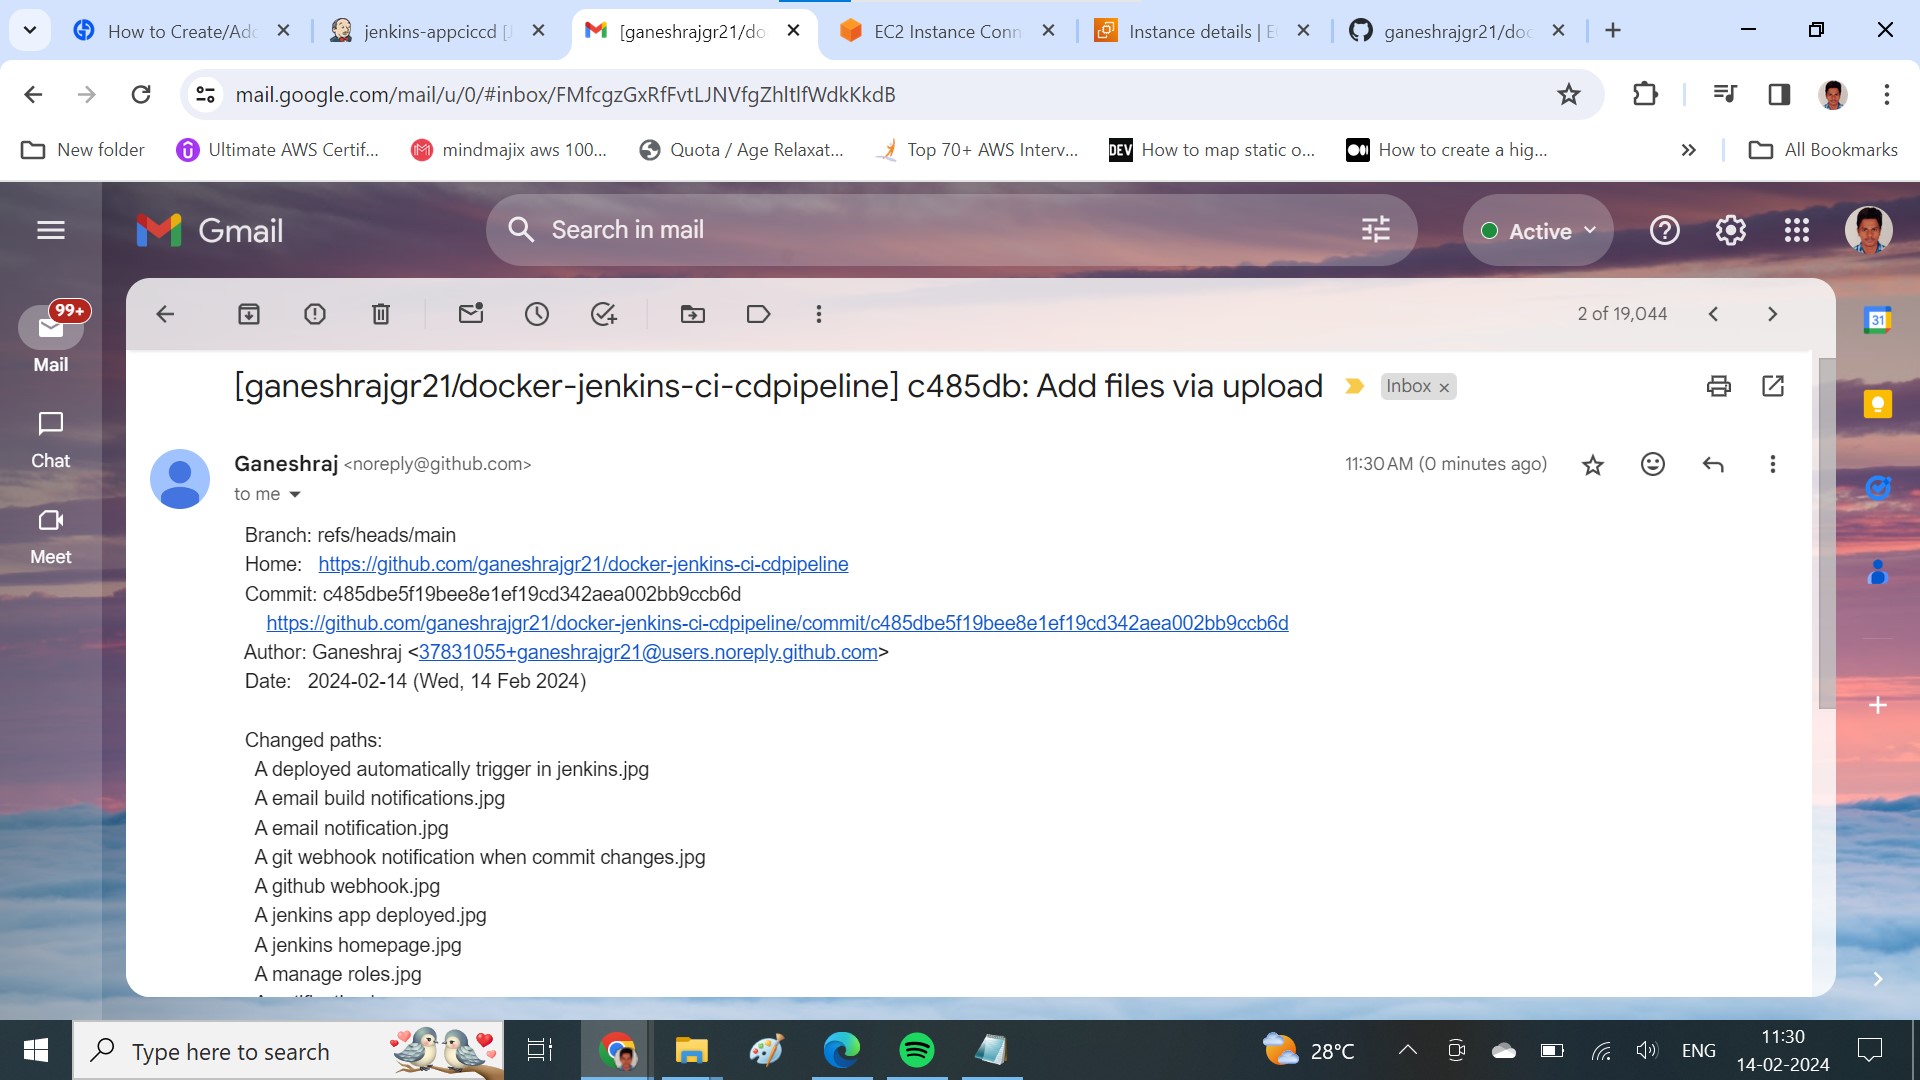 How to Create/Ado
jenkins-appciccd [J
[ganeshrajgr21/do
EC2 Instance Conn
Instance details | E
ganeshrajgr21/doc
mail.google.com/mail/u/0/#inbox/FMfcgzGxRfFvtLJNVfgZhltlfWdkKkdB
New folder
Ultimate AWS Certif...
mindmajix aws 100...
Quota / Age Relaxat...
Top 70+ AWS Interv...
DEV How to map static o...
How to create a hig...
All Bookmarks
Gmail
Search in mail
Active
99+
Mail
Chat
Meet
2 of 19,044
31
[ganeshrajgr21/docker-jenkins-ci-cdpipeline] c485db: Add files via upload
Inbox x
Ganeshraj <noreply@github.com>
11:30 AM (0 minutes ago)
to me
Branch: refs/heads/main
Home: https://github.com/ganeshrajgr21/docker-jenkins-ci-cdpipeline
Commit: c485dbe5f19bee8e1ef19cd342aea002bb9ccb6d
https://github.com/ganeshrajgr21/docker-jenkins-ci-cdpipeline/commit/c485dbe5f19bee8e1ef19cd342aea002bb9ccb6d
Author: Ganeshraj <37831055+ganeshrajgr21@users.noreply.github.com>
Date: 2024-02-14 (Wed, 14 Feb 2024)
Changed paths:
A deployed automatically trigger in jenkins.jpg
A email build notifications.jpg
A email notification.jpg
A git webhook notification when commit changes.jpg
A github webhook.jpg
A jenkins app deployed.jpg
A jenkins homepage.jpg
A manage roles.jpg
Type here to search
28°C
ENG
11:30
14-02-2024